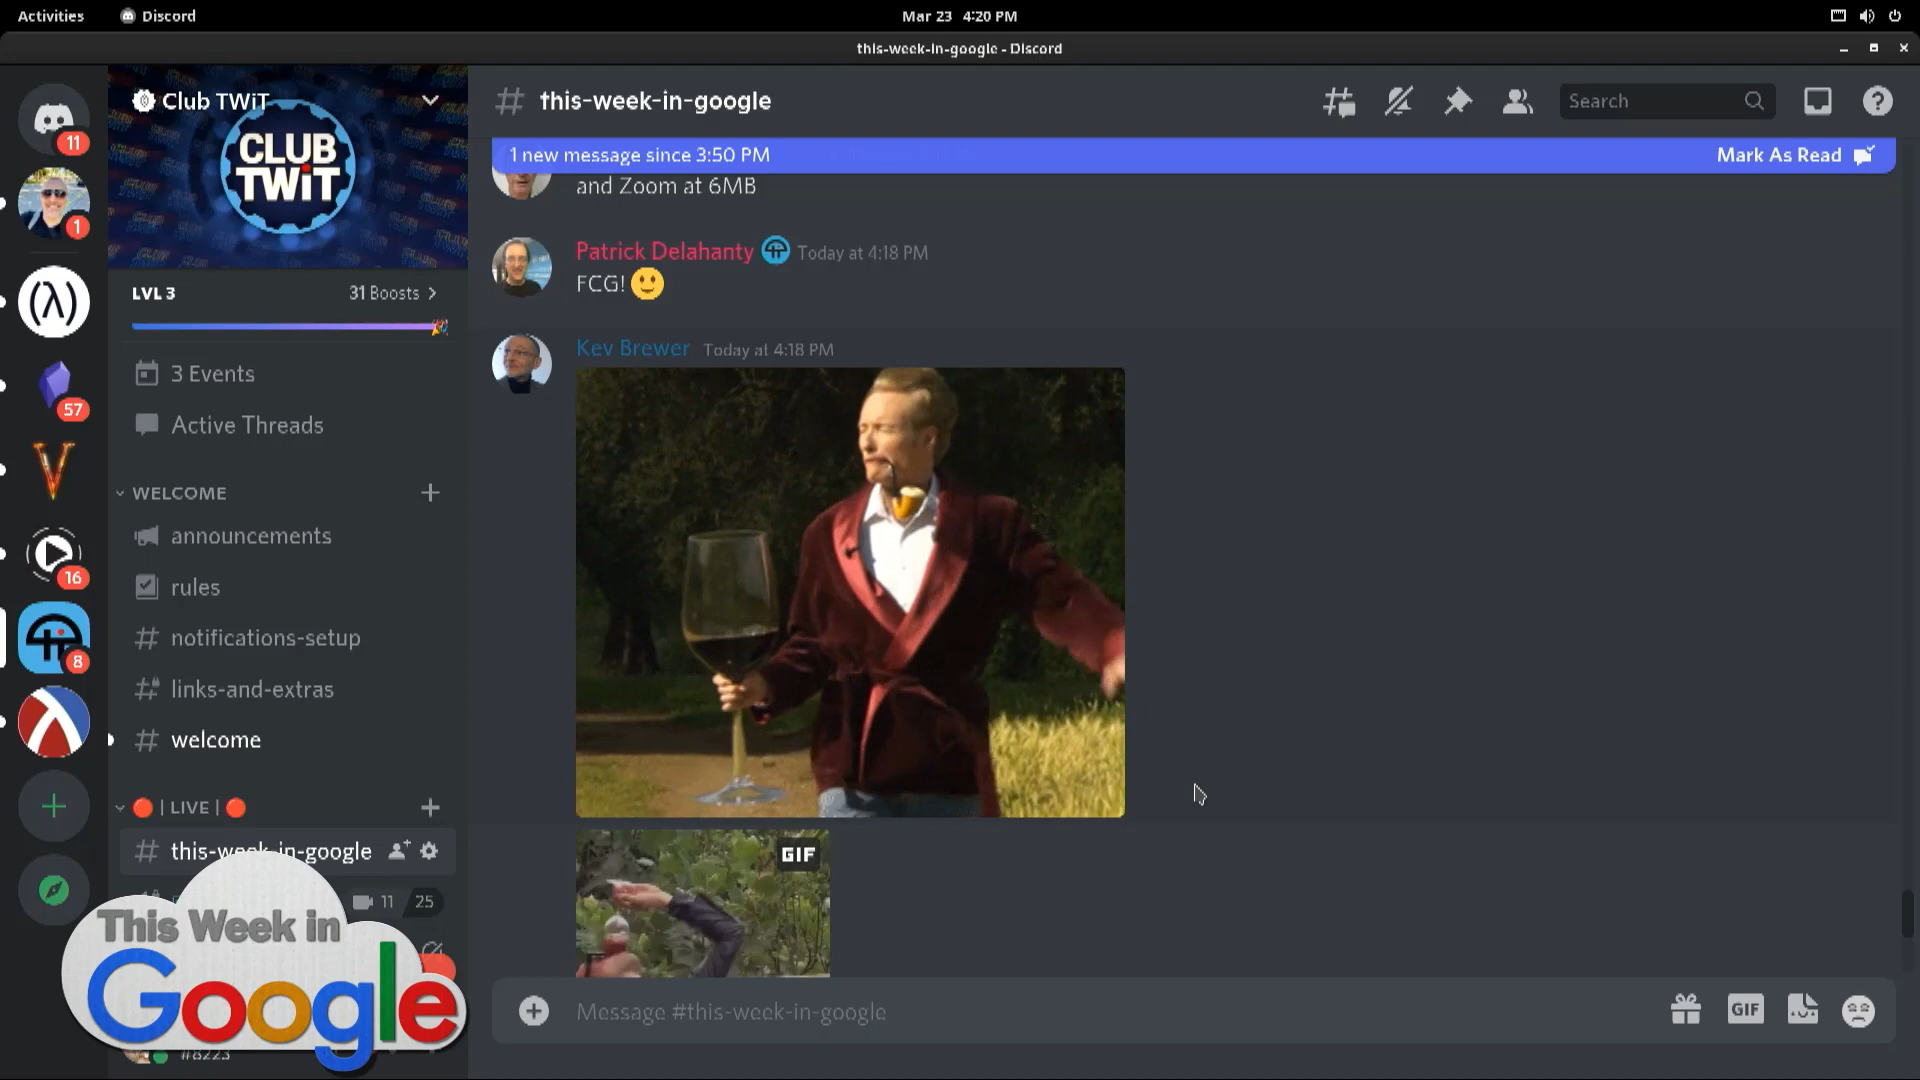 Activities
Discord
Mar 23 4:20 PM
this-week-in-google - Discord
11
1
57
V
16
8
Club TWiT
CLUB
TWiT
LVL 3
31 Boosts
3 Events
Active Threads
WELCOME
announcements
rules
notifications-setup
links-and-extras
welcome
| LIVE |
this-week-in-google
11 25
This Week in
Google
#8223
# this-week-in-google
Search
1 new message since 3:50 PM
Mark As Read
and Zoom at 6MB
Patrick Delahanty Today at 4:18 PM
FCG! 🙂
Kev Brewer Today at 4:18 PM
GIF
Message #this-week-in-google
GIF